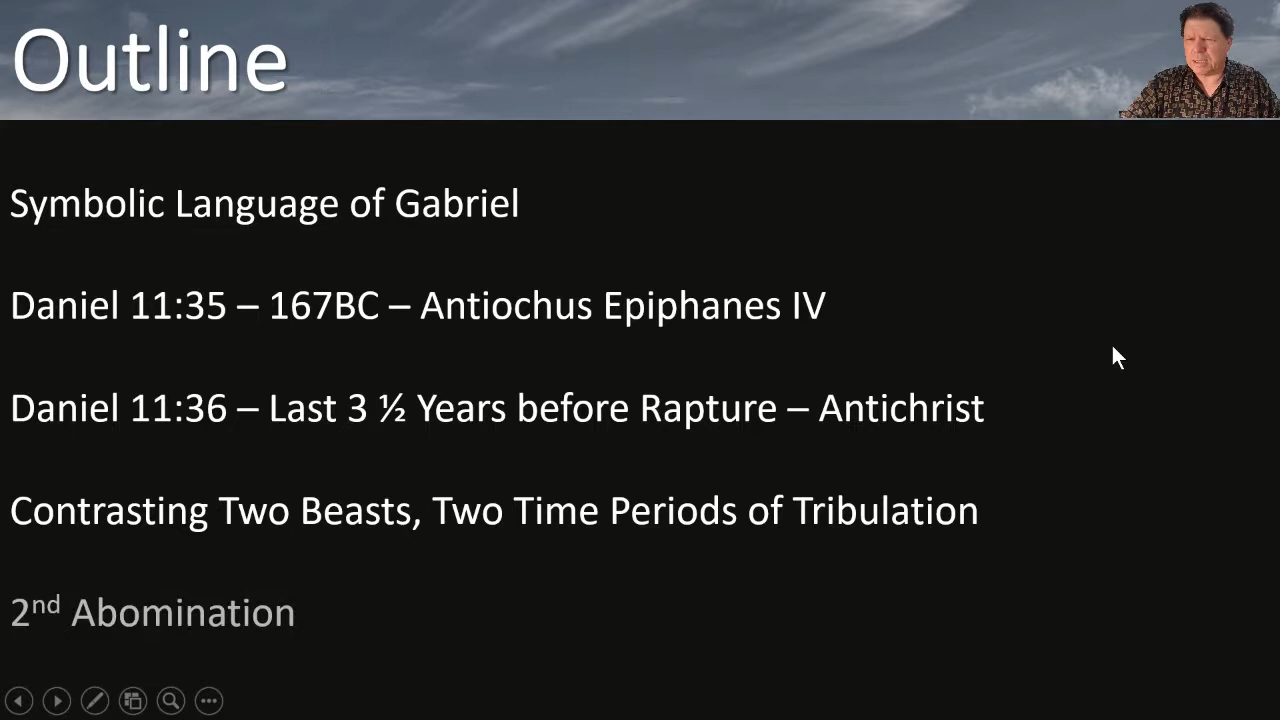 Outline
Symbolic Language of Gabriel
Daniel 11:35 – 167BC – Antiochus Epiphanes IV
Daniel 11:36 – Last 3 ½ Years before Rapture – Antichrist
Contrasting Two Beasts, Two Time Periods of Tribulation
2nd Abomination